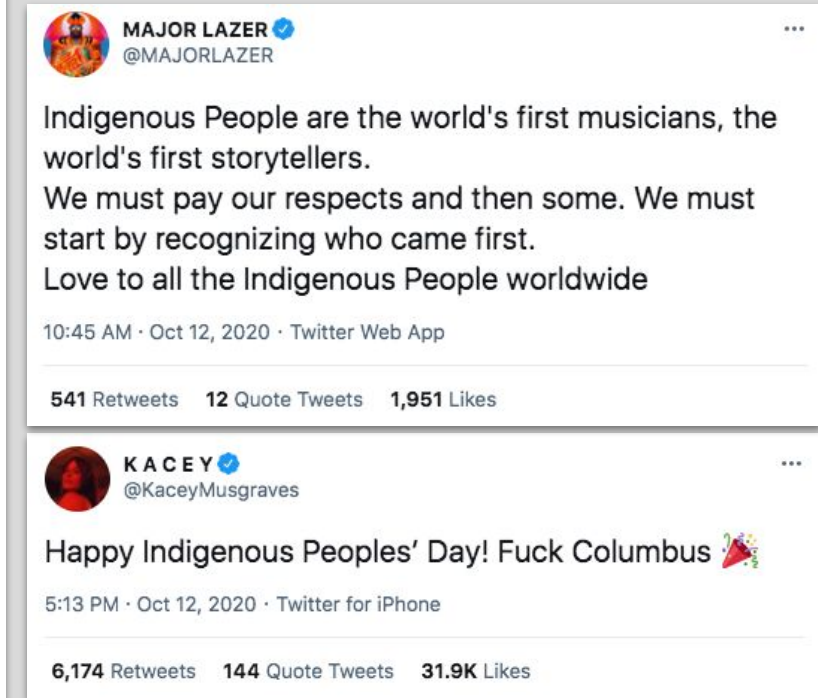 MAJOR LAZER
@MAJORLAZER
Indigenous People are the world's first musicians, the
world's first storytellers.
We must pay our respects and then some. We must
start by recognizing who came first.
Love to all the Indigenous People worldwide
10:45 AM · Oct 12, 2020 · Twitter Web App
541 Retweets 12 Quote Tweets 1,951 Likes
K A C E Y
@KaceyMusgraves
Happy Indigenous Peoples’ Day! Fuck Columbus 🎉
5:13 PM · Oct 12, 2020 · Twitter for iPhone
6,174 Retweets 144 Quote Tweets 31.9K Likes